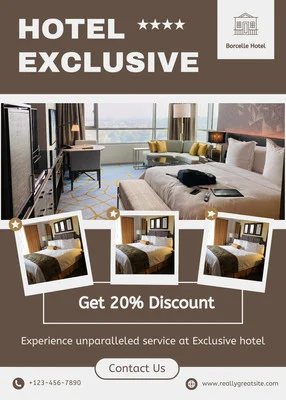 HOTEL
EXCLUSIVE
Borcelle Hotel
Get 20% Discount
Experience unparalleled service at Exclusive hotel
Contact Us
+123-456-7890
www.reallygreatsite.com